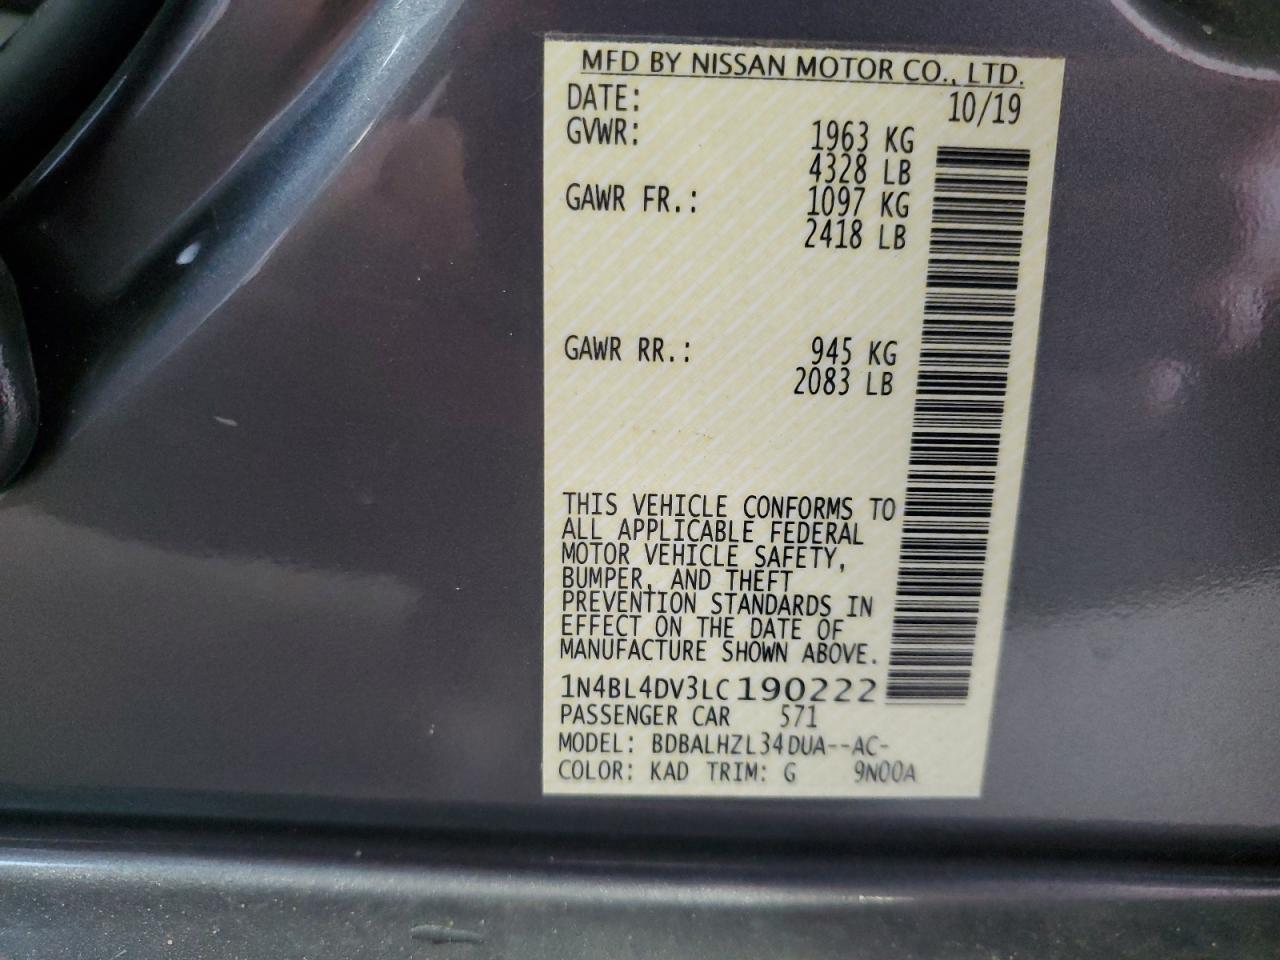 MFD BY NISSAN MOTOR CO., LTD.
DATE: 10/19
GVWR: 1963 KG
4328 LB
GAWR FR.: 1097 KG
2418 LB
GAWR RR.: 945 KG
2083 LB
THIS VEHICLE CONFORMS TO
ALL APPLICABLE FEDERAL
MOTOR VEHICLE SAFETY,
BUMPER, AND THEFT
PREVENTION STANDARDS IN
EFFECT ON THE DATE OF
MANUFACTURE SHOWN ABOVE.
1N4BL4DV3LC190222
PASSENGER CAR 571
MODEL: BDBALHZL34DUA--AC-
COLOR: KAD TRIM: G 9N00A